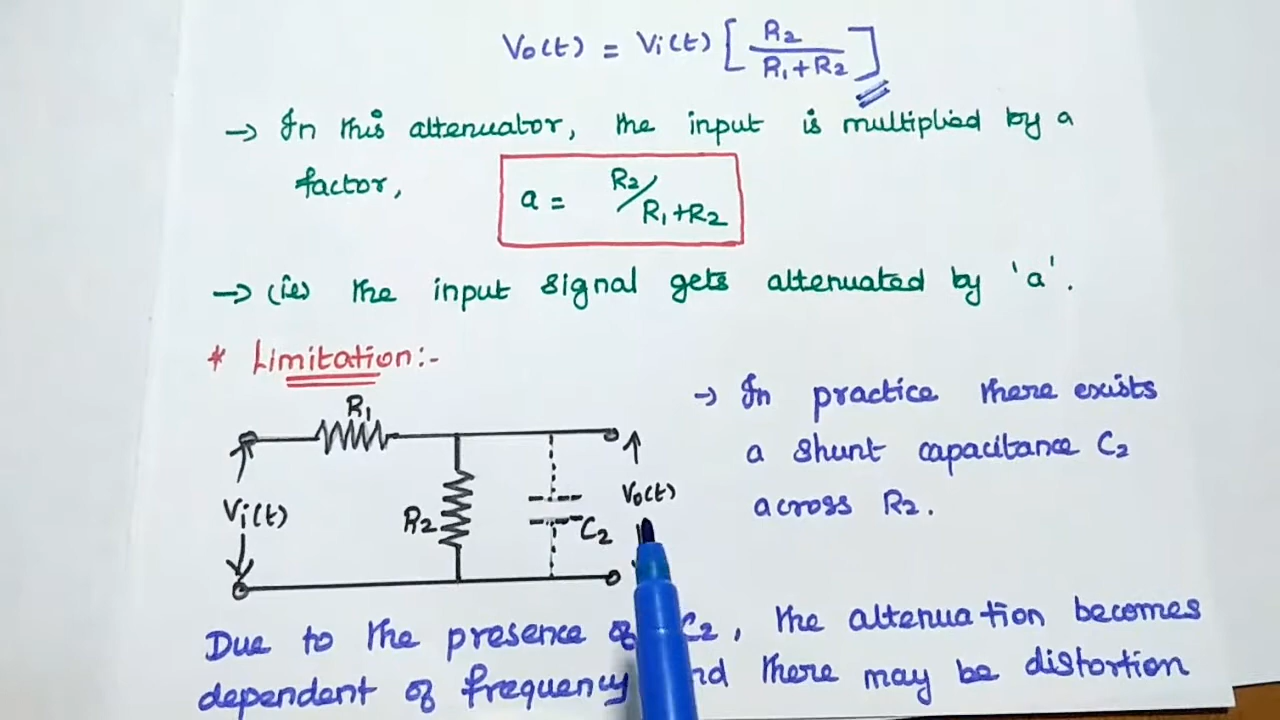 Vo(t) = Vi(t) [ R2 / R1+R2 ]
→ In this attenuator, the input is multiplied by a
factor, a = R2 / R1+R2
→ (ie) the input signal gets attenuated by 'a'.
* Limitation:-
→ In practice there exists
a shunt capacitance C2
across R2.
R1
Vi(t)
R2
C2
Vo(t)
Due to the presence C2, the attenuation becomes
dependent of frequency there may be distortion